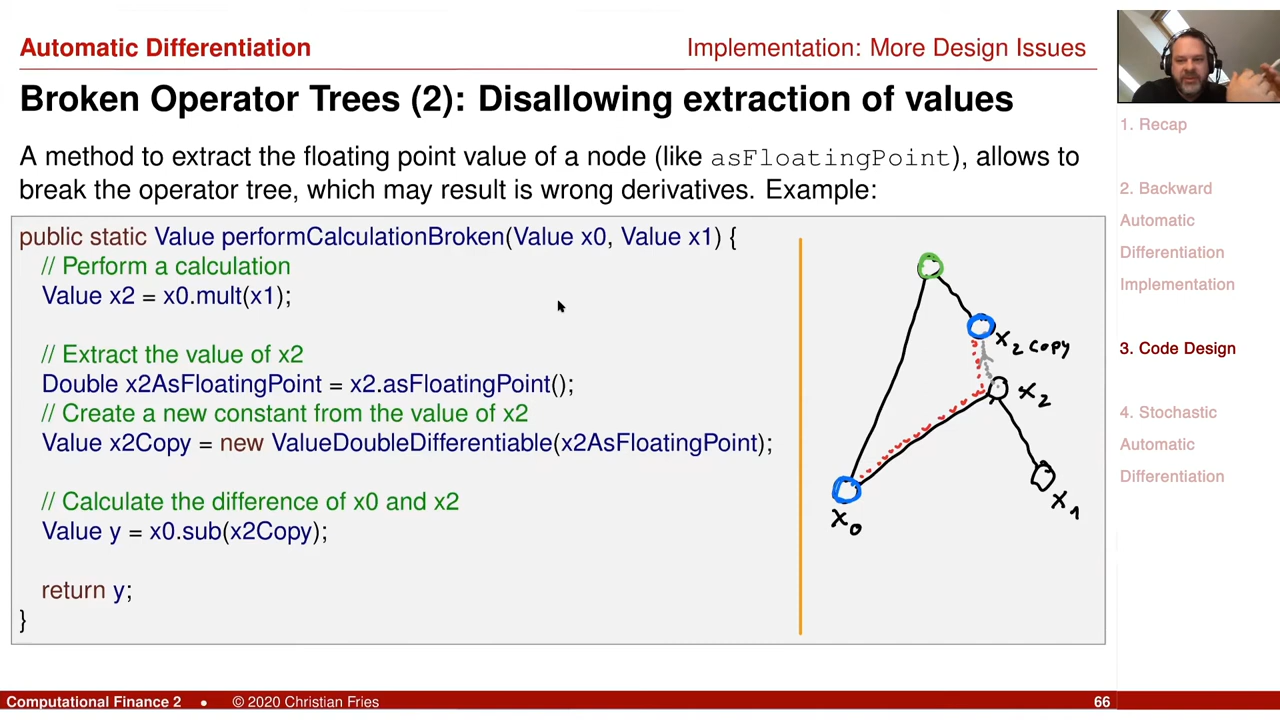 Automatic Differentiation
Implementation: More Design Issues
Broken Operator Trees (2): Disallowing extraction of values
A method to extract the floating point value of a node (like asFloatingPoint), allows to
break the operator tree, which may result is wrong derivatives. Example:
public static Value performCalculationBroken(Value x0, Value x1) {
// Perform a calculation
Value x2 = x0.mult(x1);
// Extract the value of x2
Double x2AsFloatingPoint = x2.asFloatingPoint();
// Create a new constant from the value of x2
Value x2Copy = new ValueDoubleDifferentiable(x2AsFloatingPoint);
// Calculate the difference of x0 and x2
Value y = x0.sub(x2Copy);
return y;
}
x2 copy
x2
x1
x0
1. Recap
2. Backward
Automatic
Differentiation
Implementation
3. Code Design
4. Stochastic
Automatic
Differentiation
Computational Finance 2 • © 2020 Christian Fries
66